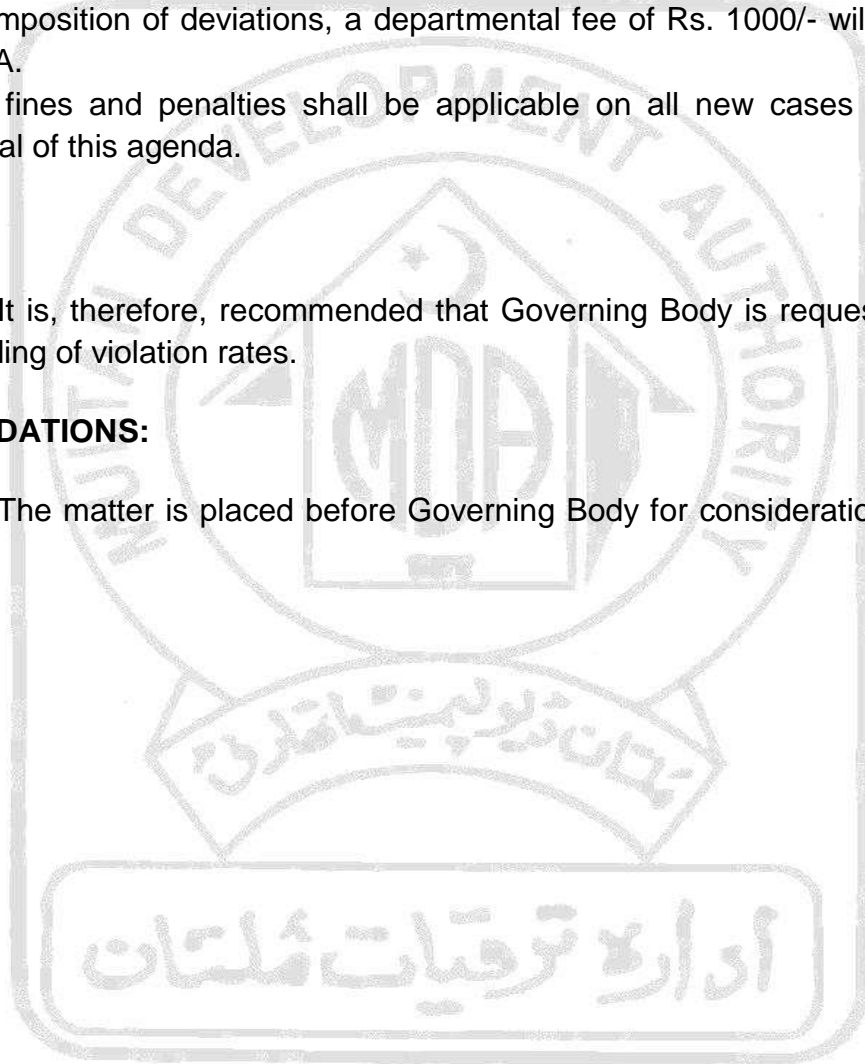 mposition of deviations, a departmental fee of Rs. 1000/- wil
A.
fines and penalties shall be applicable on all new cases
al of this agenda.
It is, therefore, recommended that Governing Body is reques
ling of violation rates.
DATIONS:
The matter is placed before Governing Body for consideratio
MULTAN DEVELOPMENT AUTHORITY
MDA
ملتان ڈیولپمنٹ اتھارٹی
ادارہ ترقیات مُلتان